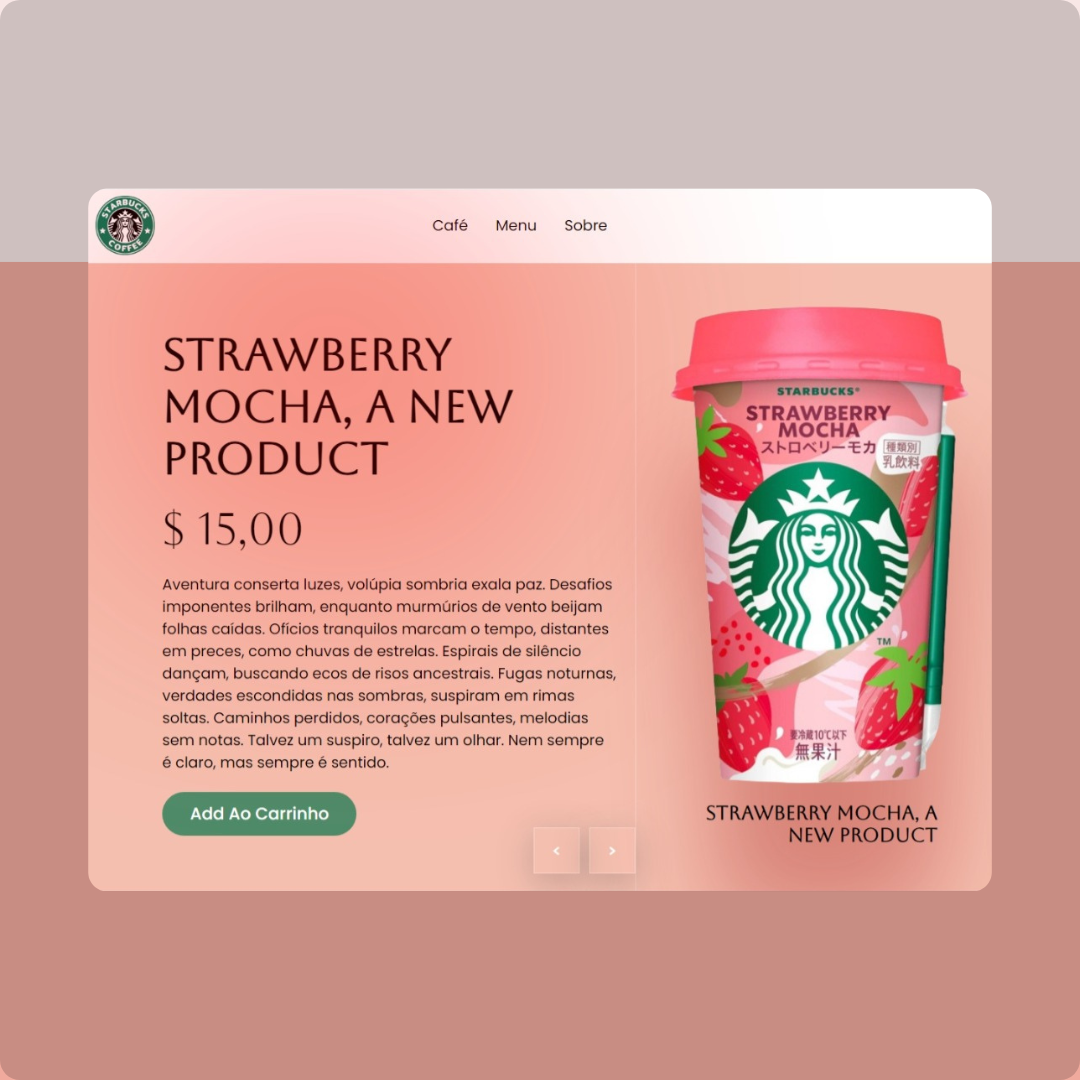 STARBUCKS
COFFEE
Café Menu Sobre
STRAWBERRY
MOCHA, A NEW
PRODUCT
$ 15,00
Aventura conserta luzes, volúpia sombria exala paz. Desafios
imponentes brilham, enquanto murmúrios de vento beijam
folhas caídas. Ofícios tranquilos marcam o tempo, distantes
em preces, como chuvas de estrelas. Espirais de silêncio
dançam, buscando ecos de risos ancestrais. Fugas noturnas,
verdades escondidas nas sombras, suspiram em rimas
soltas. Caminhos perdidos, corações pulsantes, melodias
sem notas. Talvez um suspiro, talvez um olhar. Nem sempre
é claro, mas sempre é sentido.
Add Ao Carrinho
< >
STARBUCKS®
STRAWBERRY
MOCHA
ストロベリーモカ
種類別
乳飲料
TM
要冷蔵10℃以下
無果汁
STRAWBERRY MOCHA, A
NEW PRODUCT